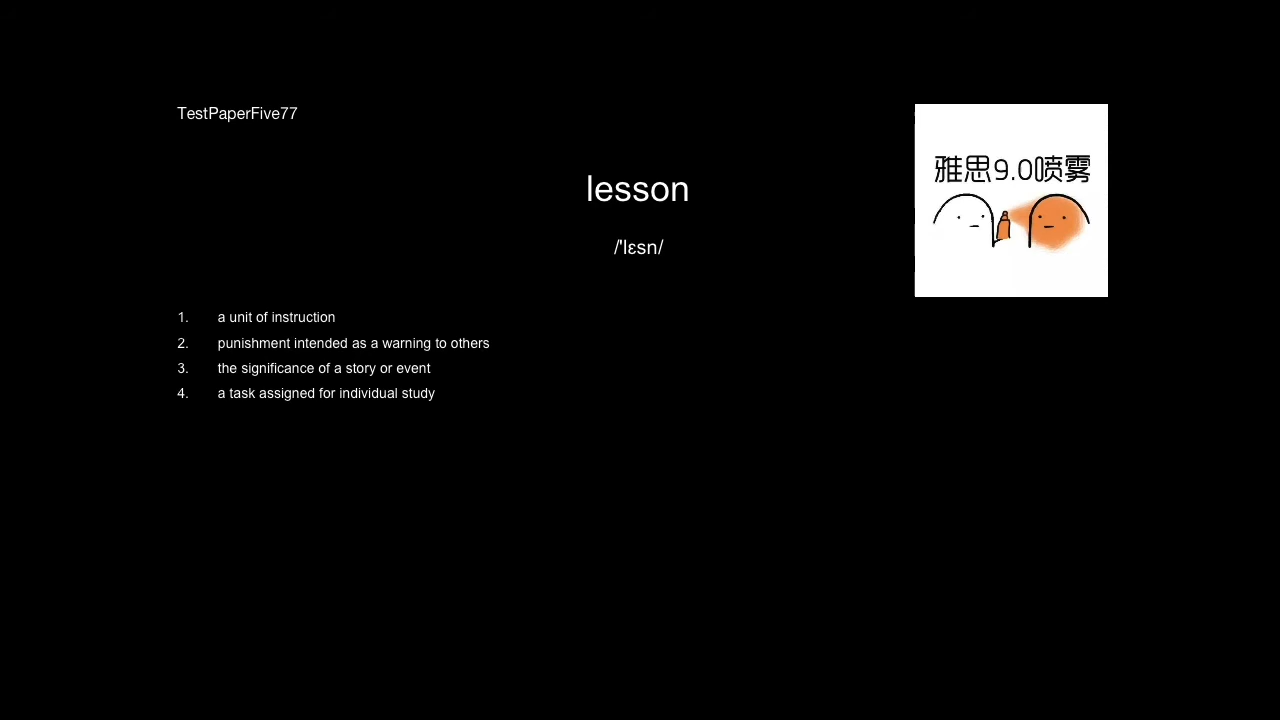 TestPaperFive77
雅思9.0喷雾
lesson
/'lɛsn/
1. a unit of instruction
2. punishment intended as a warning to others
3. the significance of a story or event
4. a task assigned for individual study